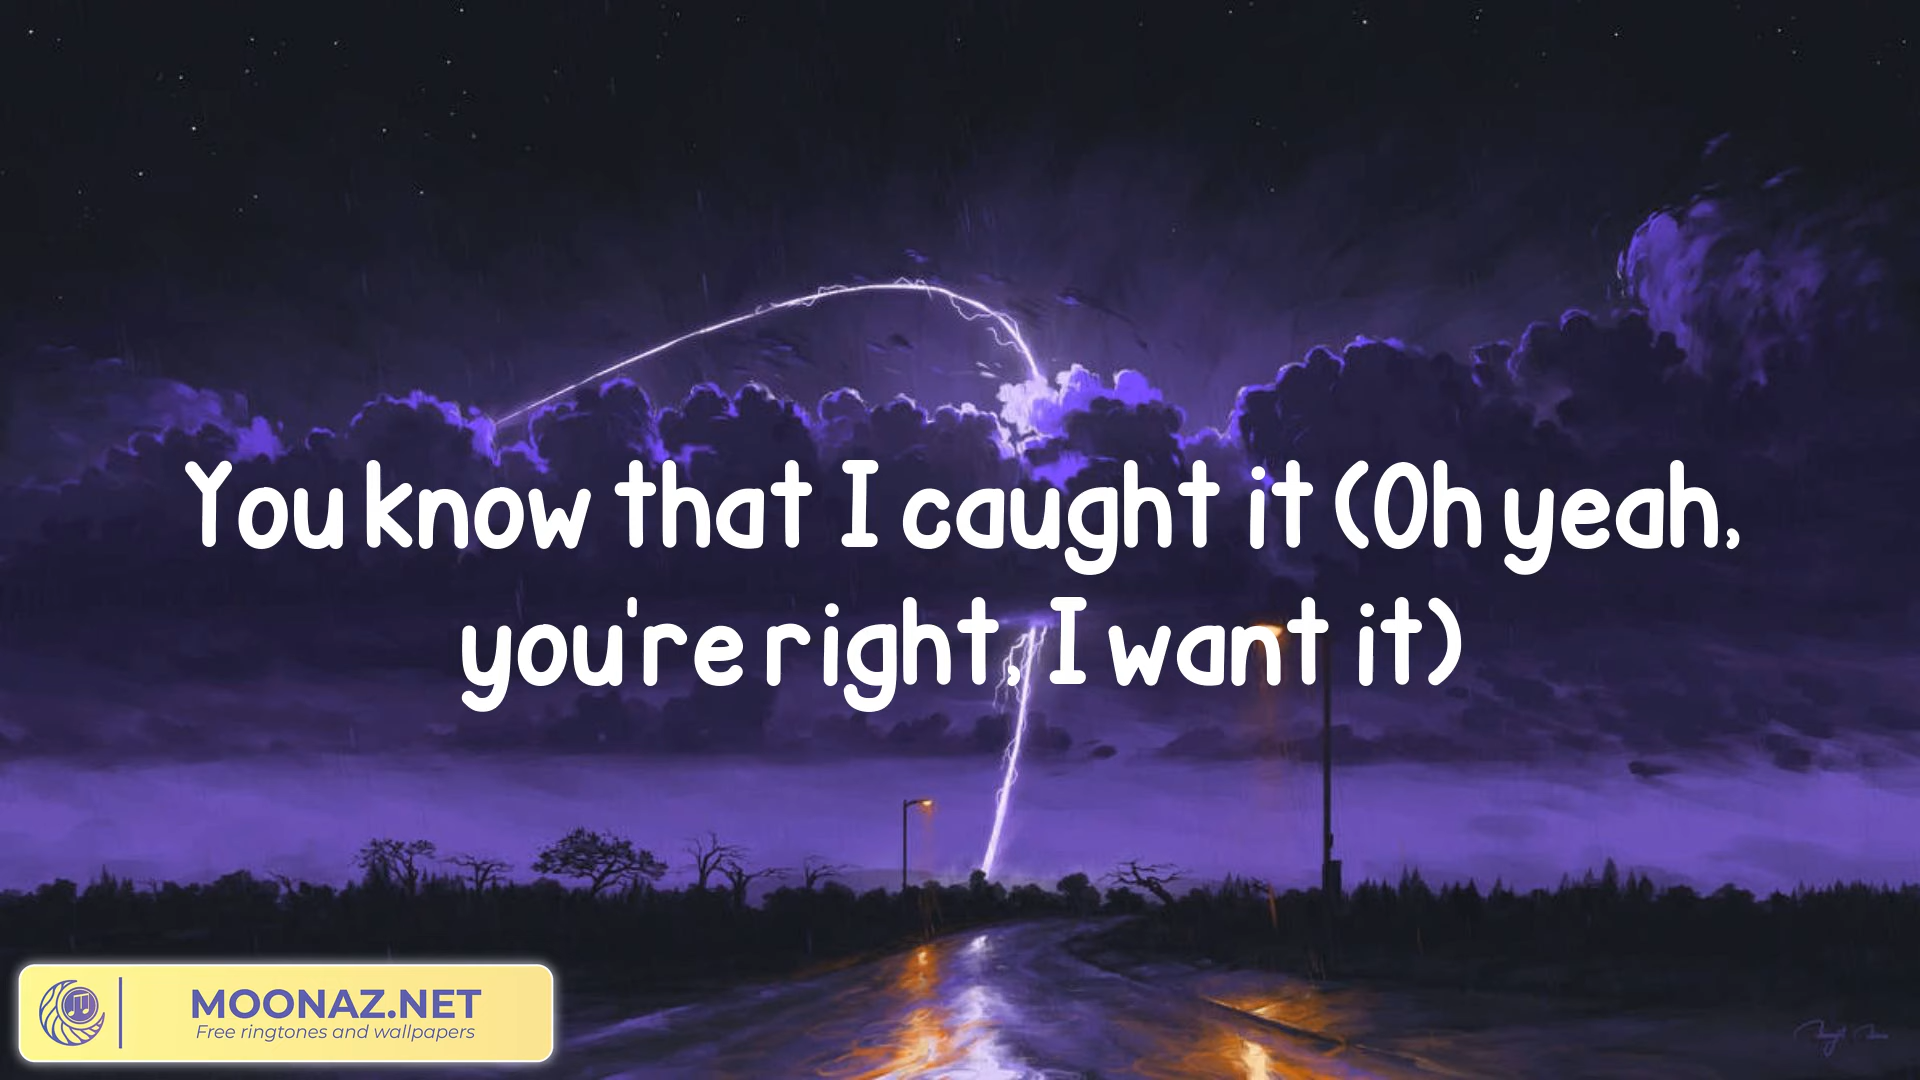 You know that I caught it (Oh yeah,
you're right, I want it)
MOONAZ.NET
Free ringtones and wallpapers